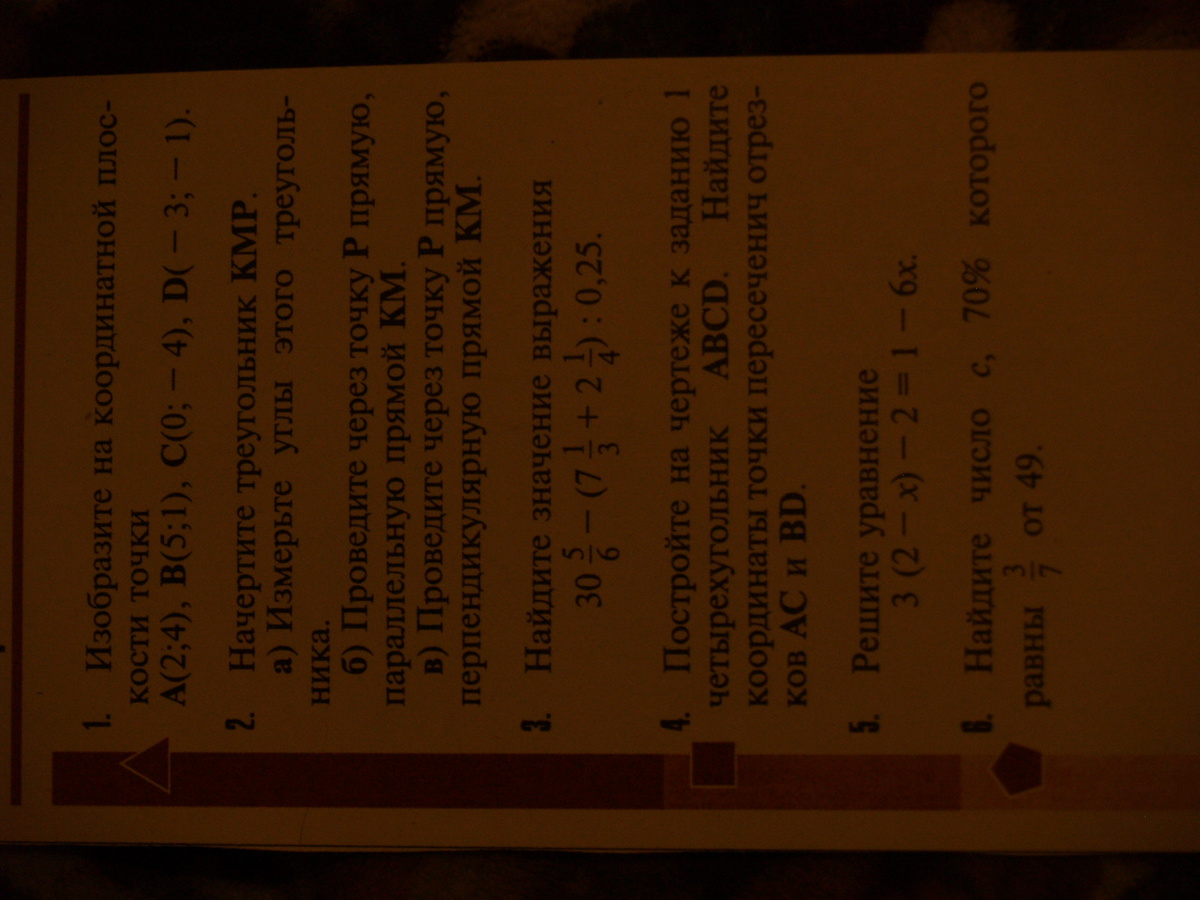 1. Изобразите на координатной плос-
кости точки
A(2;4), B(5;1), C(0; − 4), D( − 3; − 1).
2. Начертите треугольник KMP.
а) Измерьте углы этого треуголь-
ника.
б) Проведите через точку P прямую,
параллельную прямой KM.
в) Проведите через точку P прямую,
перпендикулярную прямой KM.
3. Найдите значение выражения
30 5/6 − (7 1/3 + 2 1/4) : 0,25.
4. Постройте на чертеже к заданию 1
четырехугольник ABCD. Найдите
координаты точки пересеченич отрез-
ков AC и BD.
5. Решите уравнение
3 (2 − x) − 2 = 1 − 6x.
6. Найдите число c, 70% которого
равны 3/7 от 49.